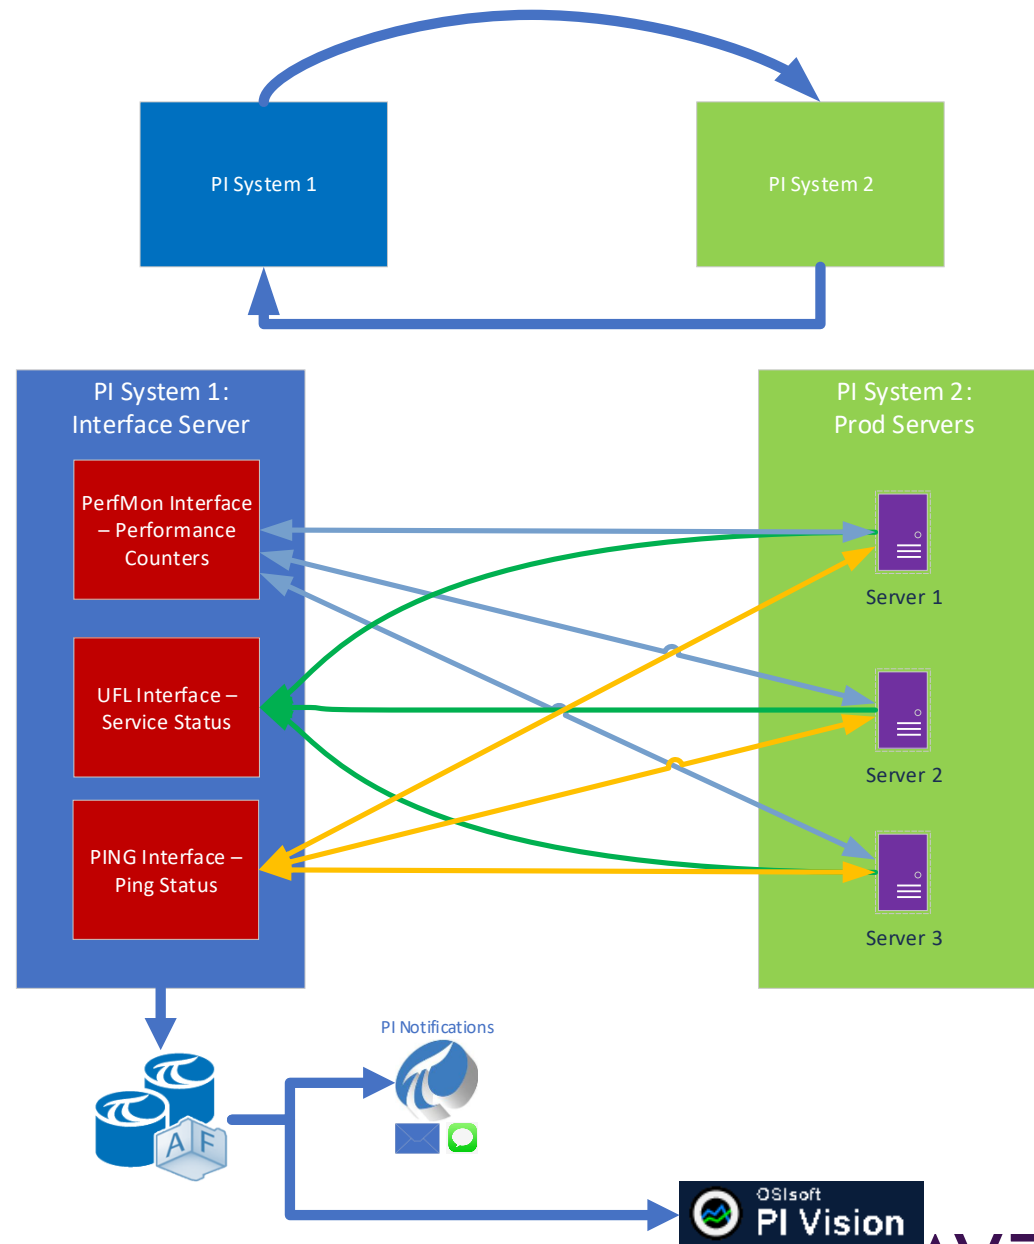 PI System 1
PI System 2
PI System 1:
Interface Server
PI System 2:
Prod Servers
PerfMon Interface
– Performance
Counters
Server 1
UFL Interface –
Service Status
Server 2
PING Interface –
Ping Status
Server 3
PI Notifications
A F
OSIsoft
PI Vision